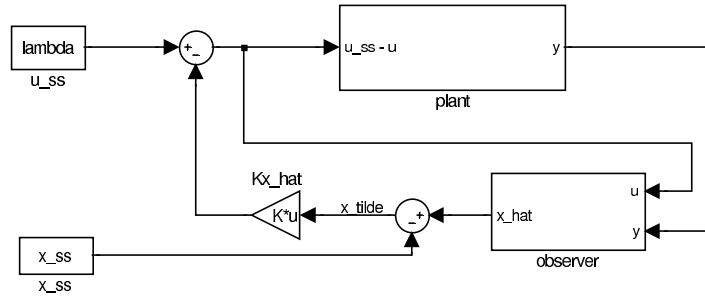 lambda
u_ss
+
-
u_ss - u
y
plant
Kx_hat
K*u
x_tilde
+
-
x_hat
u
y
observer
x_ss
x_ss